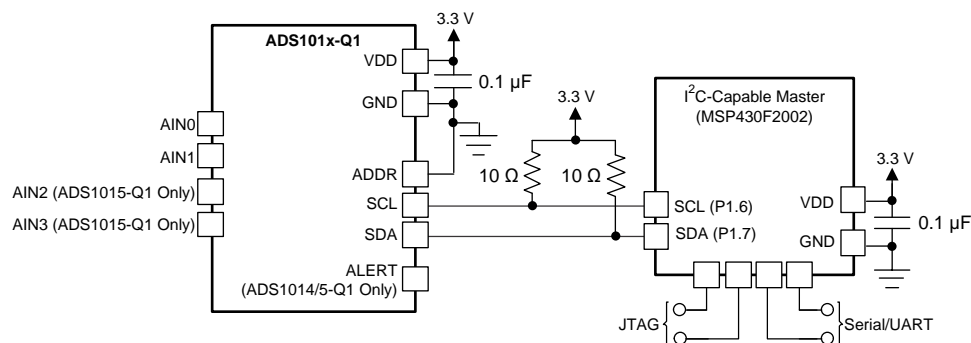 3.3 V
ADS101x-Q1
VDD
0.1 µF
GND
3.3 V
I2C-Capable Master
(MSP430F2002)
AIN0
AIN1
3.3 V
ADDR
10 Ω
10 Ω
AIN2 (ADS1015-Q1 Only)
SCL
SCL (P1.6)
VDD
0.1 µF
AIN3 (ADS1015-Q1 Only)
SDA
SDA (P1.7)
GND
ALERT
(ADS1014/5-Q1 Only)
JTAG
Serial/UART